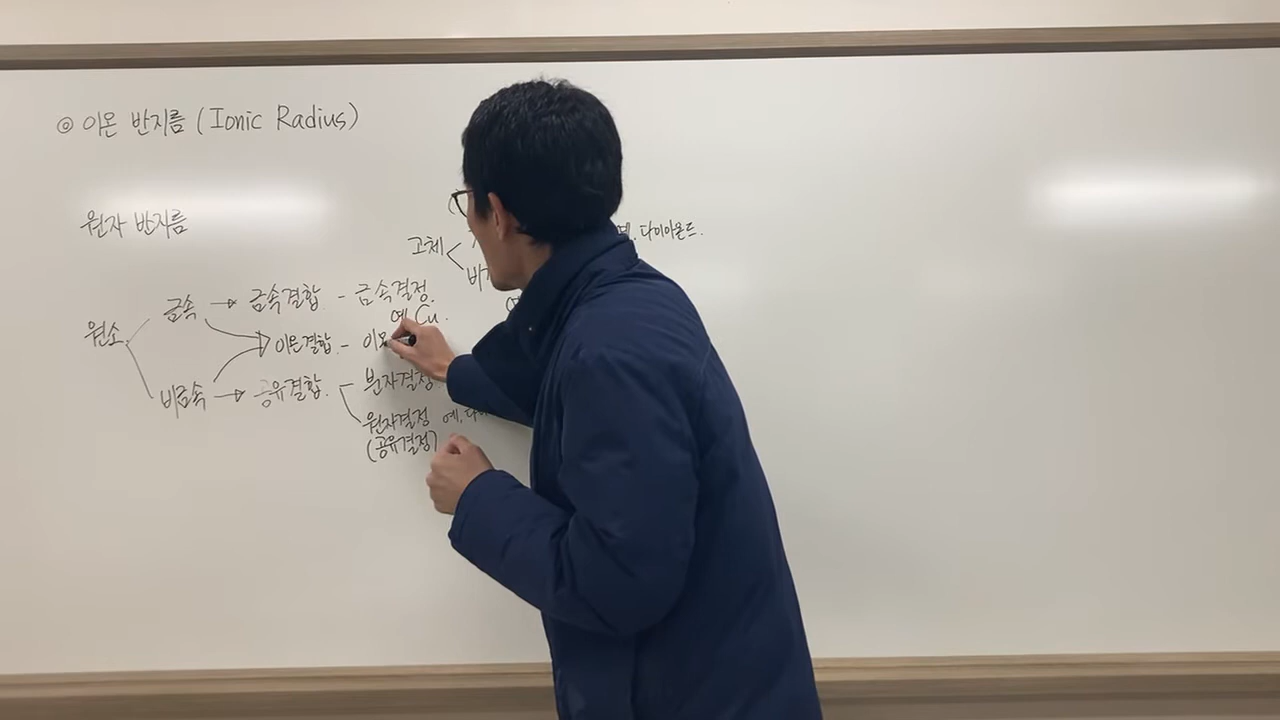 ◎ 이온 반지름 (Ionic Radius)
원자 반지름
고체
예. 다이아몬드.
원소
금속 → 금속결합 - 금속결정.
예. Cu.
이온결합. -
비금속 → 공유결합.
분자결정.
원자결정 예. 다이
(공유결정)